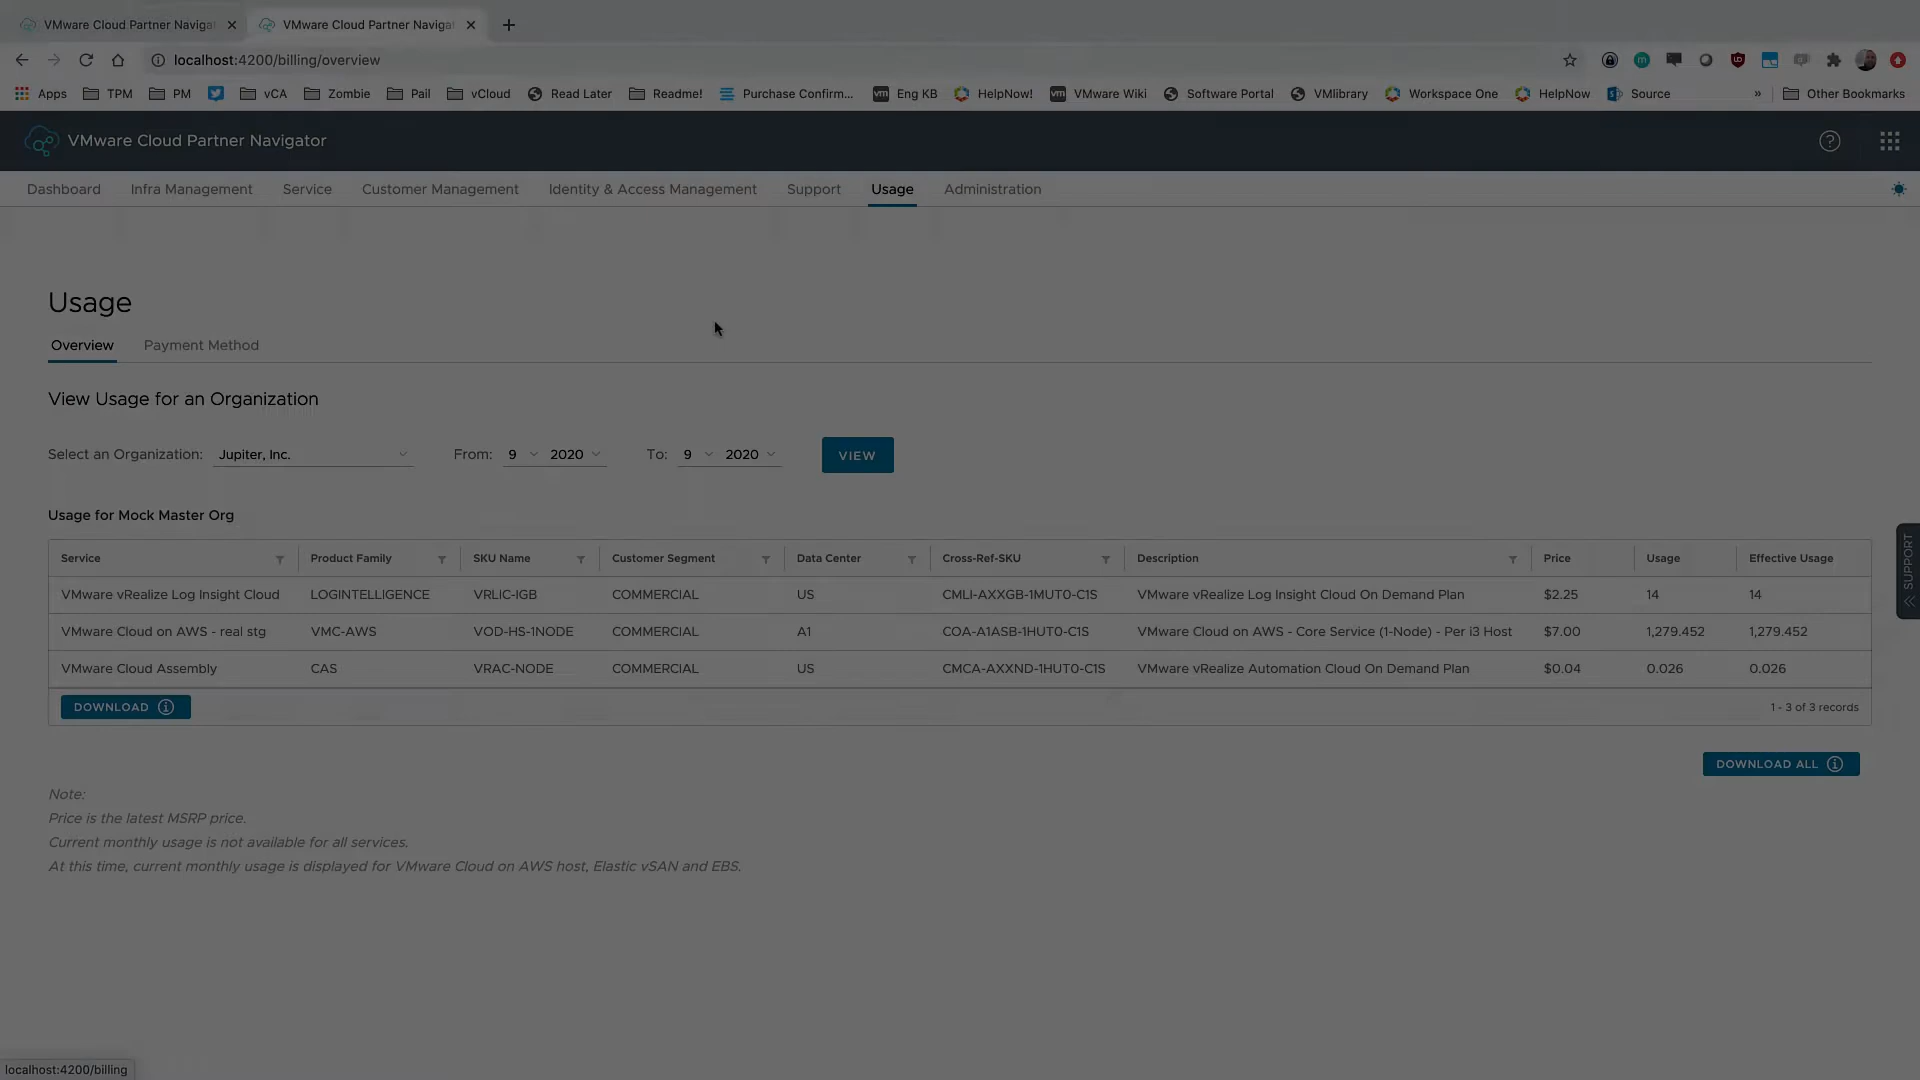 VMware Cloud Partner Naviga
VMware Cloud Partner Naviga
localhost:4200/billing/overview
Apps TPM PM vCA Zombie Pail vCloud Read Later Readme! Purchase Confirm... Eng KB HelpNow! VMware Wiki Software Portal VMlibrary Workspace One HelpNow Source » Other Bookmarks
VMware Cloud Partner Navigator
Dashboard Infra Management Service Customer Management Identity & Access Management Support Usage Administration
Usage
Overview Payment Method
View Usage for an Organization
Select an Organization: Jupiter, Inc. From: 9 2020 To: 9 2020 VIEW
Usage for Mock Master Org
Service Product Family SKU Name Customer Segment Data Center Cross-Ref-SKU Description Price Usage Effective Usage
VMware vRealize Log Insight Cloud LOGINTELLIGENCE VRLIC-IGB COMMERCIAL US CMLI-AXXGB-1MUT0-C1S VMware vRealize Log Insight Cloud On Demand Plan $2.25 14 14
VMware Cloud on AWS - real stg VMC-AWS VOD-HS-1NODE COMMERCIAL A1 COA-A1ASB-1HUT0-C1S VMware Cloud on AWS - Core Service (1-Node) - Per i3 Host $7.00 1,279.452 1,279.452
VMware Cloud Assembly CAS VRAC-NODE COMMERCIAL US CMCA-AXXND-1HUT0-C1S VMware vRealize Automation Cloud On Demand Plan $0.04 0.026 0.026
DOWNLOAD 1 - 3 of 3 records
DOWNLOAD ALL
Note:
Price is the latest MSRP price.
Current monthly usage is not available for all services.
At this time, current monthly usage is displayed for VMware Cloud on AWS host, Elastic vSAN and EBS.
SUPPORT
localhost:4200/billing